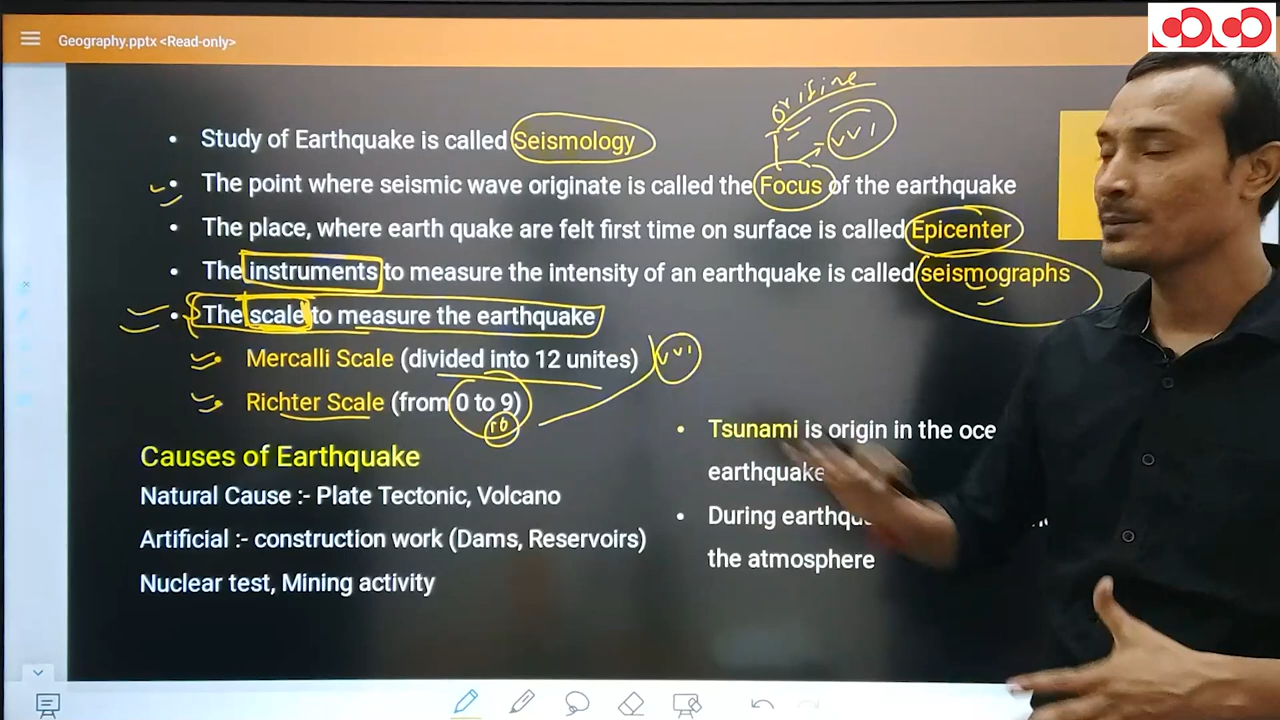 Geography.pptx <Read-only>
origine
• Study of Earthquake is called Seismology
v v i
• The point where seismic wave originate is called the Focus of the earthquake
• The place, where earth quake are felt first time on surface is called Epicenter
• The instruments to measure the intensity of an earthquake is called seismographs
• The scale to measure the earthquake
Mercalli Scale (divided into 12 unites)
v v i
Richter Scale (from 0 to 9)
10
Causes of Earthquake
Natural Cause :- Plate Tectonic, Volcano
Artificial :- construction work (Dams, Reservoirs)
Nuclear test, Mining activity
• Tsunami is origin in the
earthquake
• During
the atmosphere